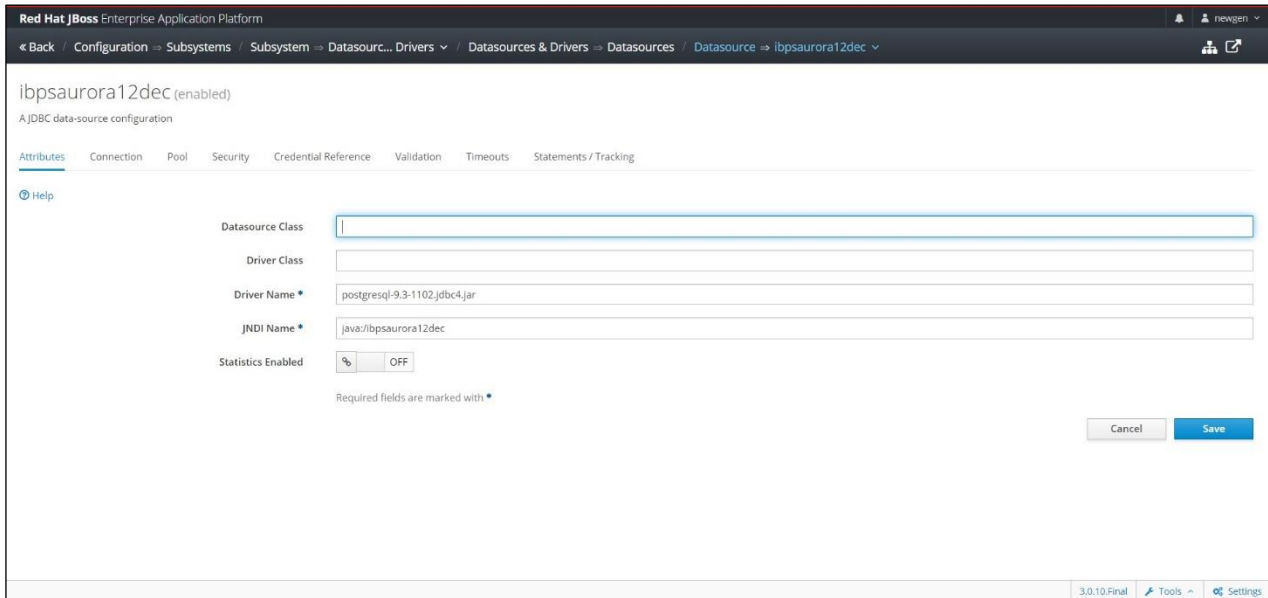 Red Hat JBoss Enterprise Application Platform newgen
« Back / Configuration ⇒ Subsystems / Subsystem ⇒ Datasourc... Drivers / Datasources & Drivers ⇒ Datasources / Datasource ⇒ ibpsaurora12dec
ibpsaurora12dec (enabled)
A JDBC data-source configuration
Attributes Connection Pool Security Credential Reference Validation Timeouts Statements / Tracking
Help
Datasource Class
Driver Class
Driver Name * postgresql-9.3-1102.jdbc4.jar
JNDI Name * java:/ibpsaurora12dec
Statistics Enabled OFF
Required fields are marked with *
Cancel Save
3.0.10.Final Tools Settings